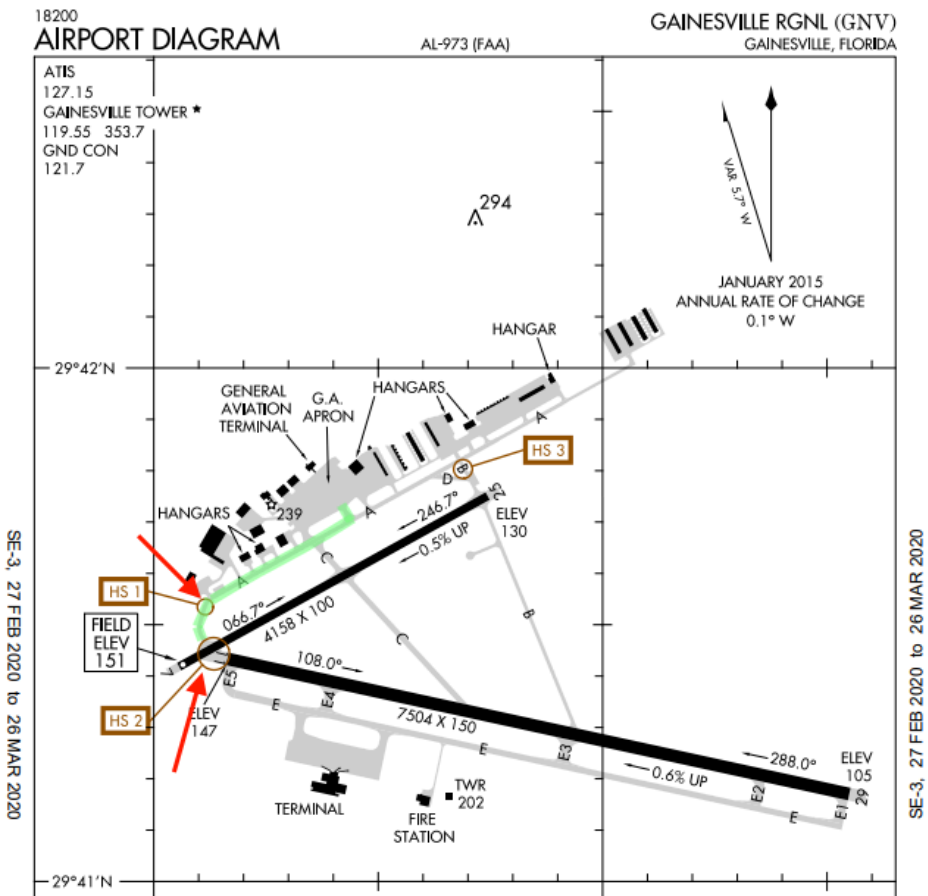 18200
AIRPORT DIAGRAM
AL-973 (FAA)
GAINESVILLE RGNL (GNV)
GAINESVILLE, FLORIDA
ATIS
127.15
GAINESVILLE TOWER ★
119.55 353.7
GND CON
121.7
294
VAR 5.7° W
JANUARY 2015
ANNUAL RATE OF CHANGE
0.1° W
HANGAR
29°42'N
GENERAL
AVIATION
TERMINAL
G.A.
APRON
HANGARS
A
HS 3
B
D
25
ELEV
130
239
HANGARS
A
246.7°
0.5% UP
C
A
HS 1
066.7°
4158 X 100
FIELD
ELEV
151
7
108.0°
C
B
HS 2
E5
ELEV
147
E
E4
7504 X 150
E
E3
288.0°
0.6% UP
ELEV
105
29
E2
E
E1
TERMINAL
FIRE
STATION
TWR
202
29°41'N
SE-3, 27 FEB 2020 to 26 MAR 2020
SE-3, 27 FEB 2020 to 26 MAR 2020